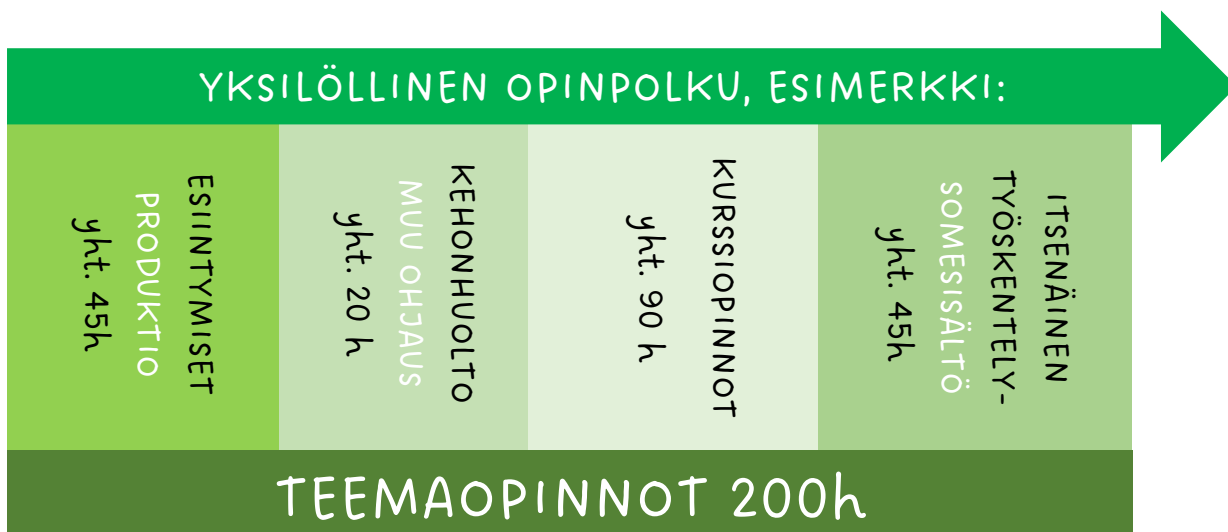 YKSILÖLLINEN OPINPOLKU, ESIMERKKI:
ESIINTYMISET
PRODUKTIO
yht. 45h
KEHONHUOLTO
MUU OHJAUS
yht. 20 h
KURSSIOPINNOT
yht. 90 h
ITSENÄINEN
TYÖSKENTELY-
SOMESISÄLTÖ
yht. 45h
TEEMAOPINNOT 200h